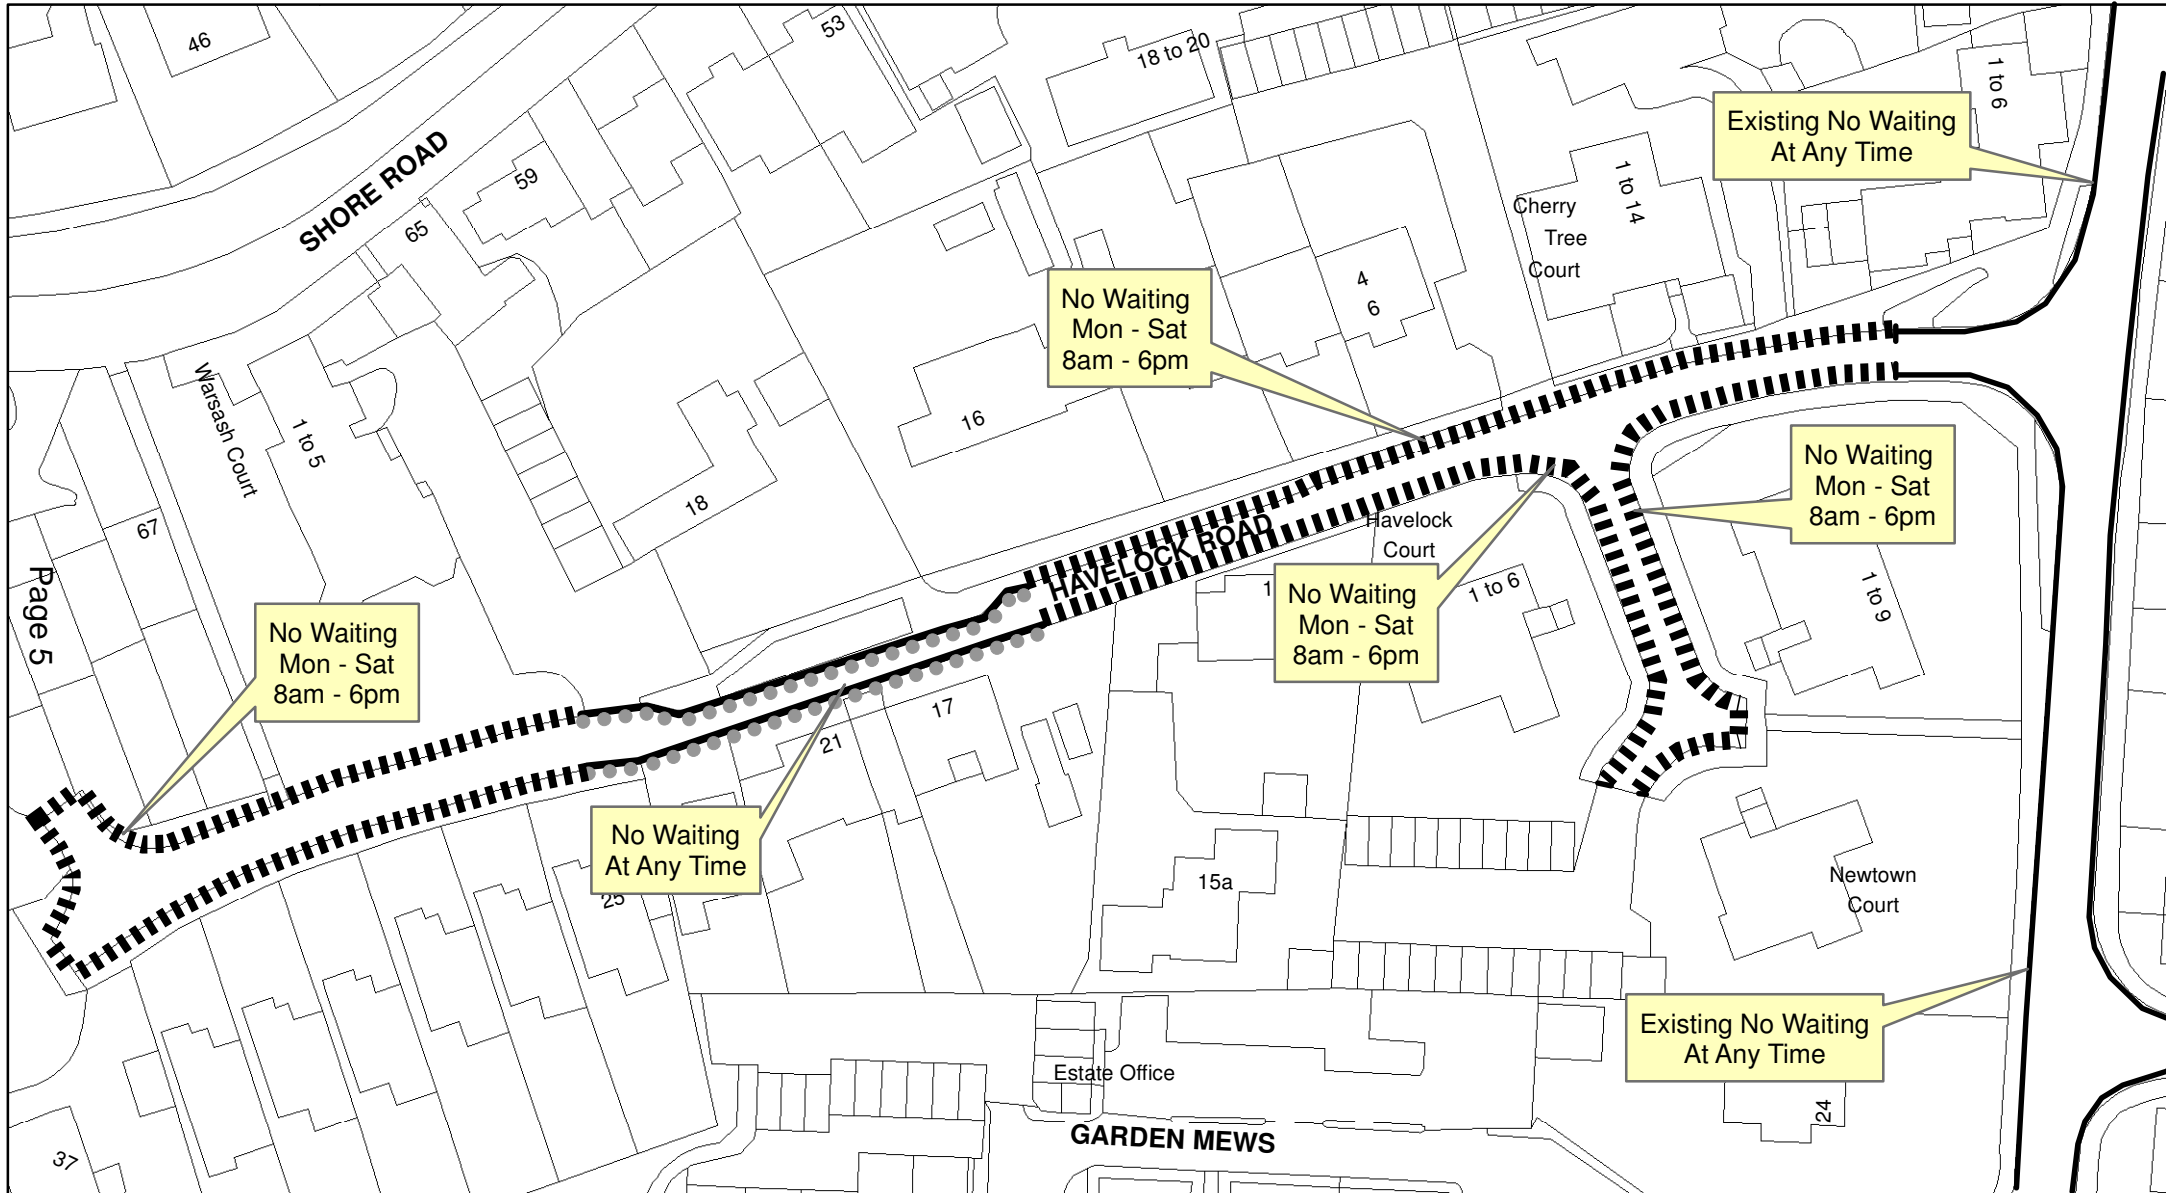 46
53
18 to 20
1 to 6
SHORE ROAD
59
65
Existing No Waiting
At Any Time
1 to 14
Cherry
Tree
Court
No Waiting
Mon - Sat
8am - 6pm
4
6
Warsash Court
1 to 5
16
18
67
HAVELOCK ROAD
Havelock
Court
No Waiting
Mon - Sat
8am - 6pm
Page 5
No Waiting
Mon - Sat
8am - 6pm
1
No Waiting
Mon - Sat
8am - 6pm
1 to 6
1 to 9
17
21
No Waiting
At Any Time
25
15a
Newtown
Court
Existing No Waiting
At Any Time
Estate Office
GARDEN MEWS
24
37